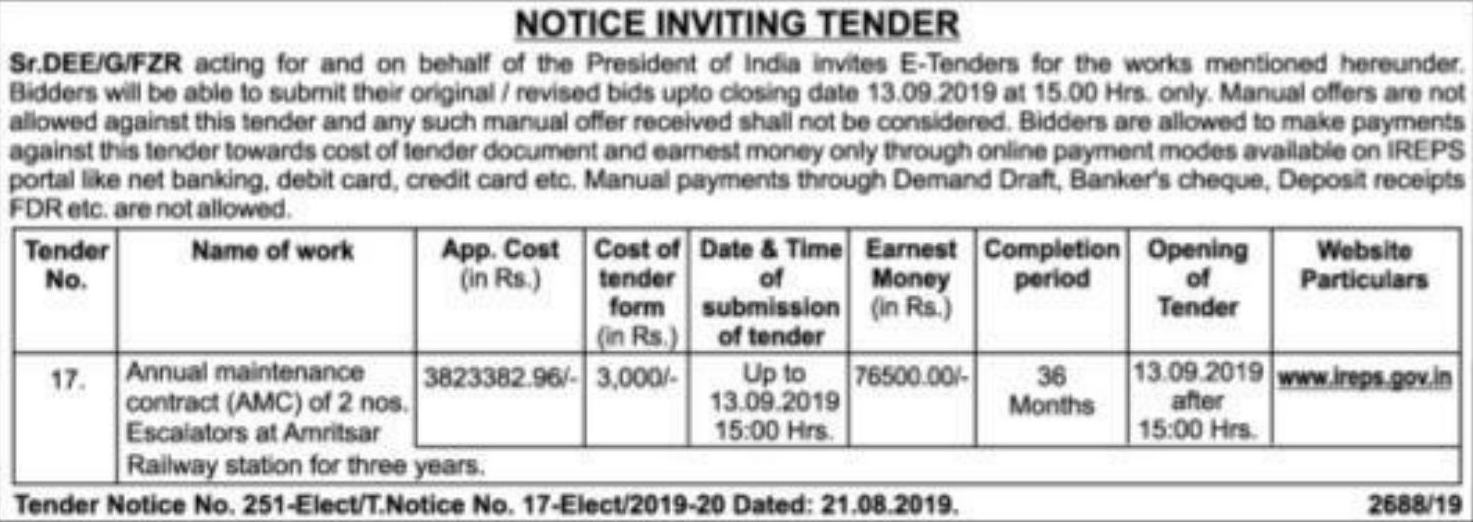 NOTICE INVITING TENDER
Sr.DEE/G/FZR acting for and on behalf of the President of India invites E-Tenders for the works mentioned hereunder.
Bidders will be able to submit their original / revised bids upto closing date 13.09.2019 at 15.00 Hrs. only. Manual offers are not
allowed against this tender and any such manual offer received shall not be considered. Bidders are allowed to make payments
against this tender towards cost of tender document and earnest money only through online payment modes available on IREPS
portal like net banking, debit card, credit card etc. Manual payments through Demand Draft, Banker's cheque, Deposit receipts
FDR etc. are not allowed.
Tender No.
Name of work
App. Cost (in Rs.)
Cost of tender form (in Rs.)
Date & Time of submission of tender
Earnest Money (in Rs.)
Completion period
Opening of Tender
Website Particulars
17.
Annual maintenance
contract (AMC) of 2 nos.
Escalators at Amritsar
Railway station for three years.
3823382.96/-
3,000/-
Up to
13.09.2019
15:00 Hrs.
76500.00/-
36
Months
13.09.2019
after
15:00 Hrs.
www.ireps.gov.in
Tender Notice No. 251-Elect/T.Notice No. 17-Elect/2019-20 Dated: 21.08.2019.
2688/19